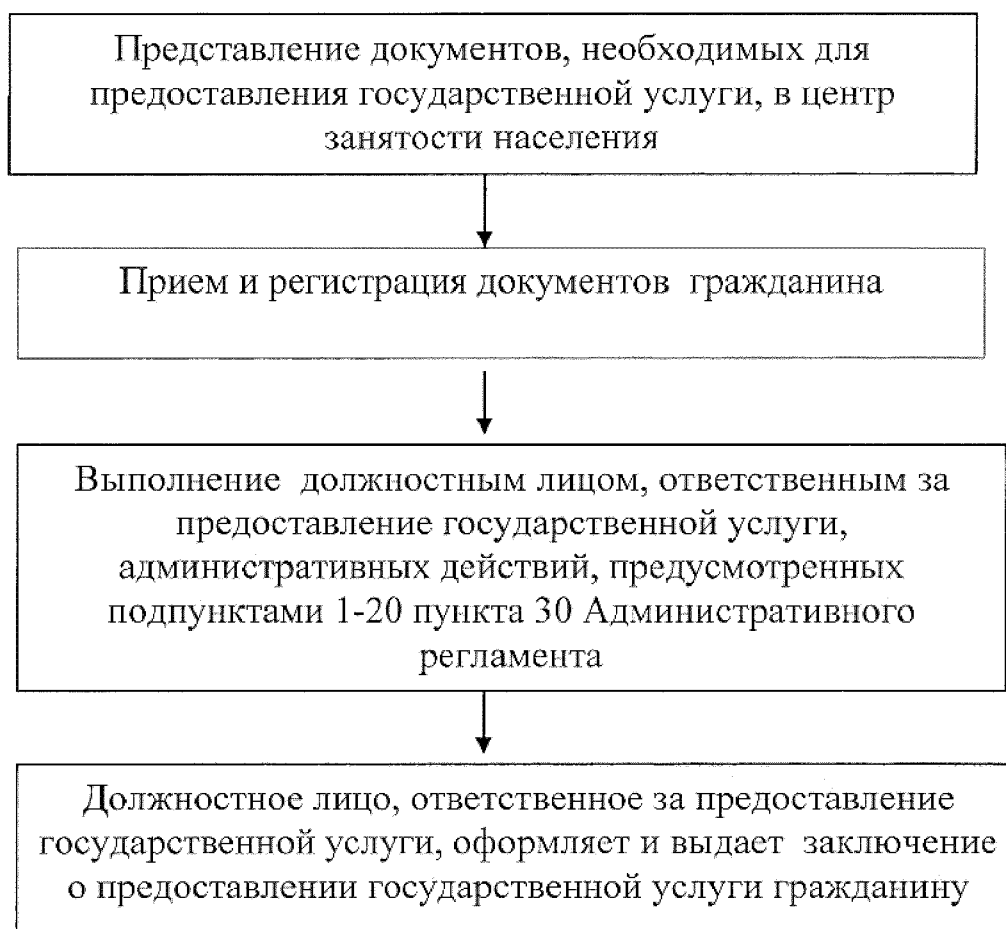 Представление документов, необходимых для
предоставления государственной услуги, в центр
занятости населения
Прием и регистрация документов гражданина
Выполнение должностным лицом, ответственным за
предоставление государственной услуги,
административных действий, предусмотренных
подпунктами 1-20 пункта 30 Административного
регламента
Должностное лицо, ответственное за предоставление
государственной услуги, оформляет и выдает заключение
о предоставлении государственной услуги гражданину